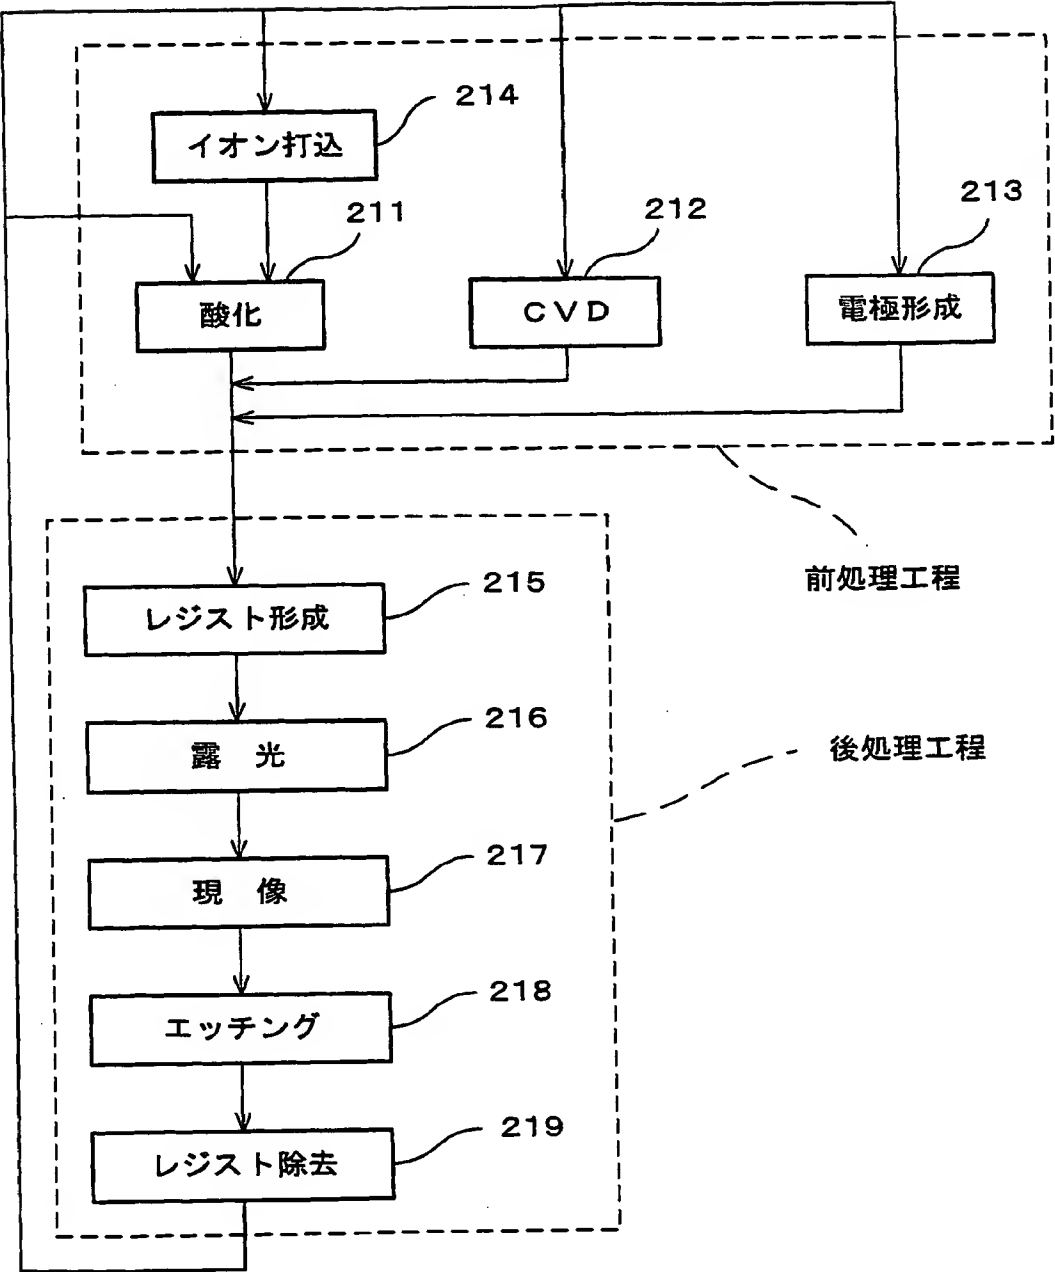 214
イオン打込
211
212
213
酸化
CVD
電極形成
前処理工程
215
レジスト形成
216
露 光
後処理工程
217
現 像
218
エッチング
219
レジスト除去